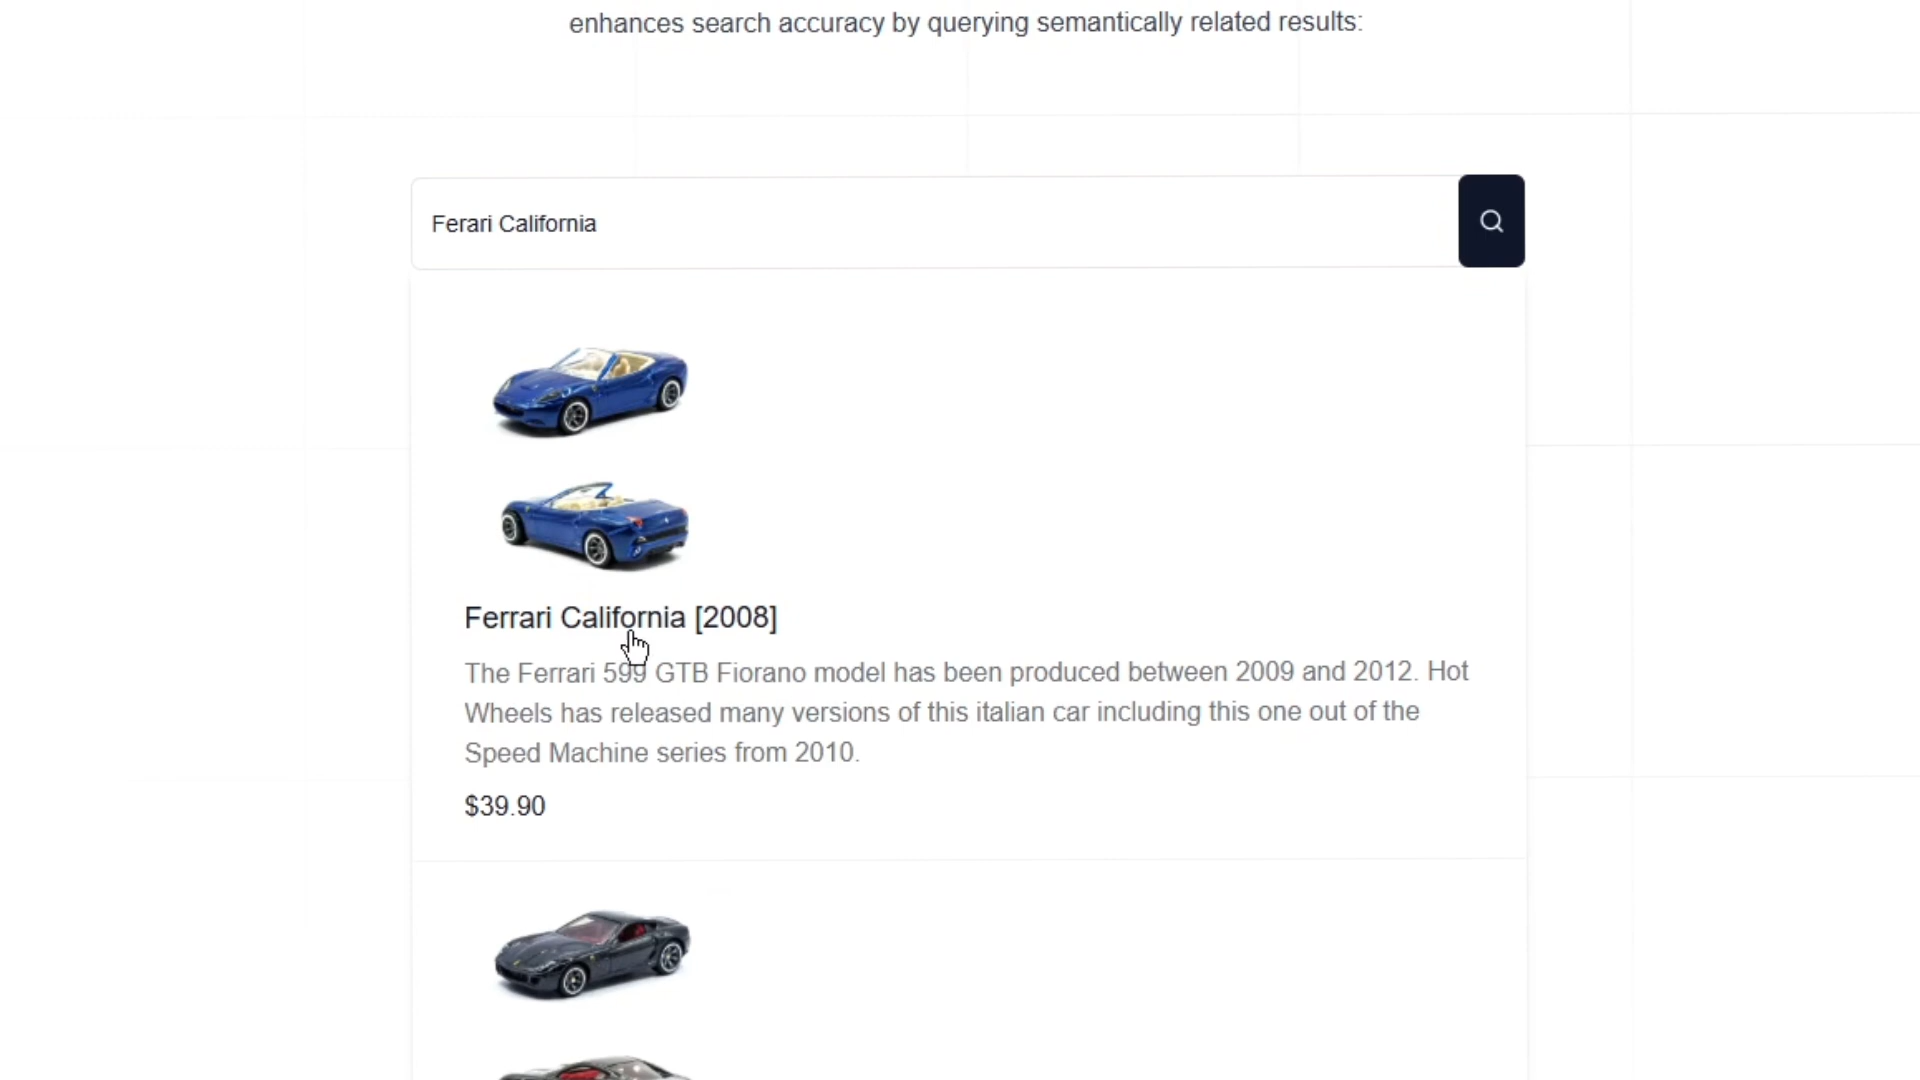 enhances search accuracy by querying semantically related results:
Ferari California
Ferrari California [2008]
The Ferrari 599 GTB Fiorano model has been produced between 2009 and 2012. Hot
Wheels has released many versions of this italian car including this one out of the
Speed Machine series from 2010.
$39.90